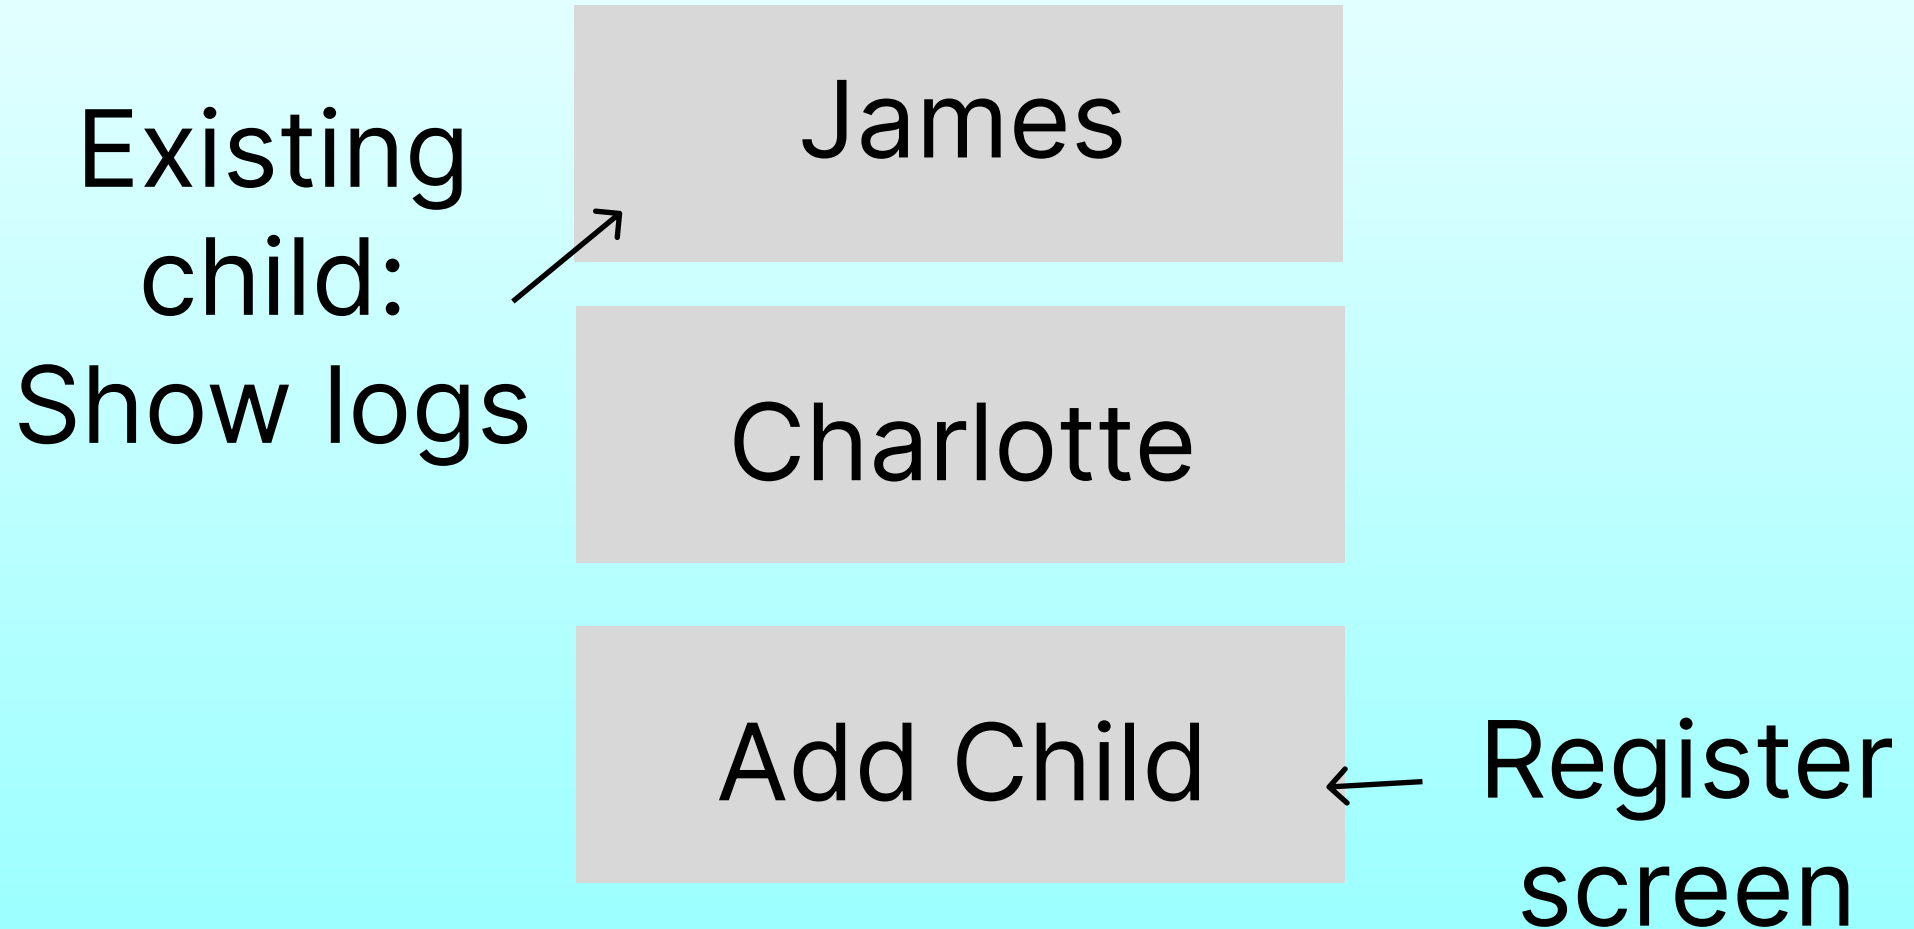 James
Existing
child:
Show logs
Charlotte
Add Child
Register
screen